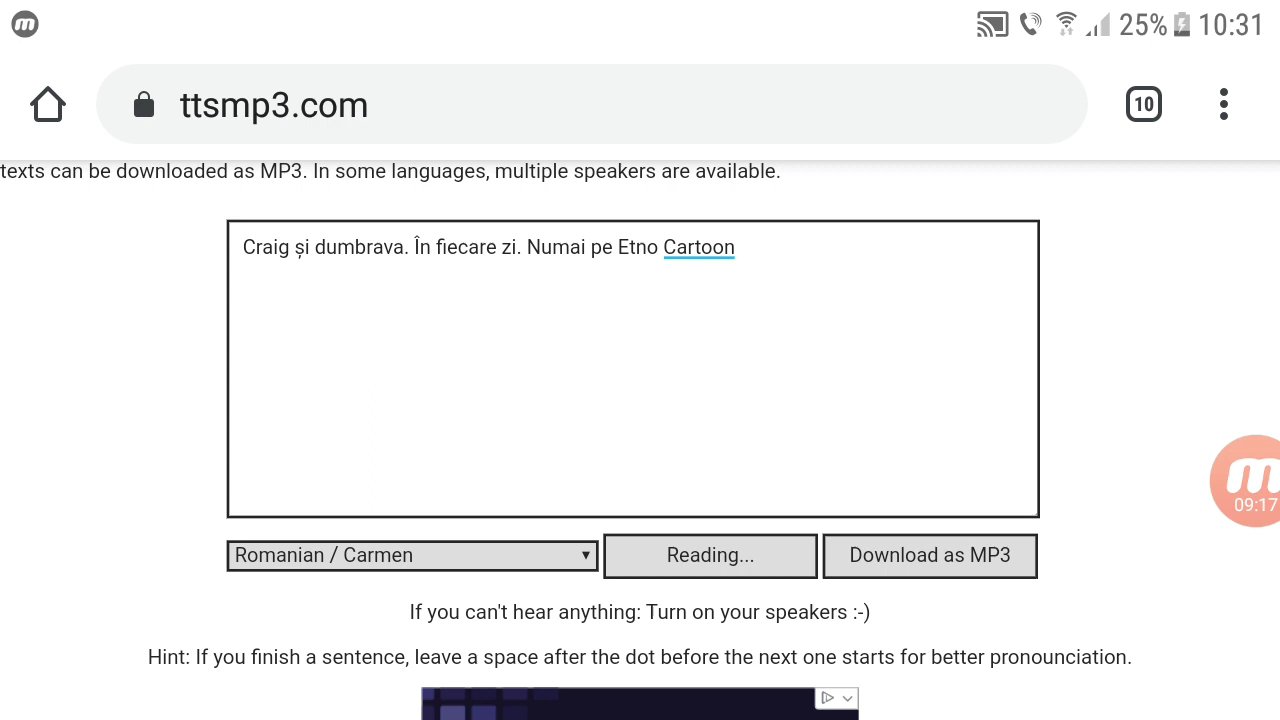 25% 10:31
ttsmp3.com
10
texts can be downloaded as MP3. In some languages, multiple speakers are available.
Craig și dumbrava. În fiecare zi. Numai pe Etno Cartoon
Romanian / Carmen
Reading...
Download as MP3
09:17
If you can't hear anything: Turn on your speakers :-)
Hint: If you finish a sentence, leave a space after the dot before the next one starts for better pronounciation.